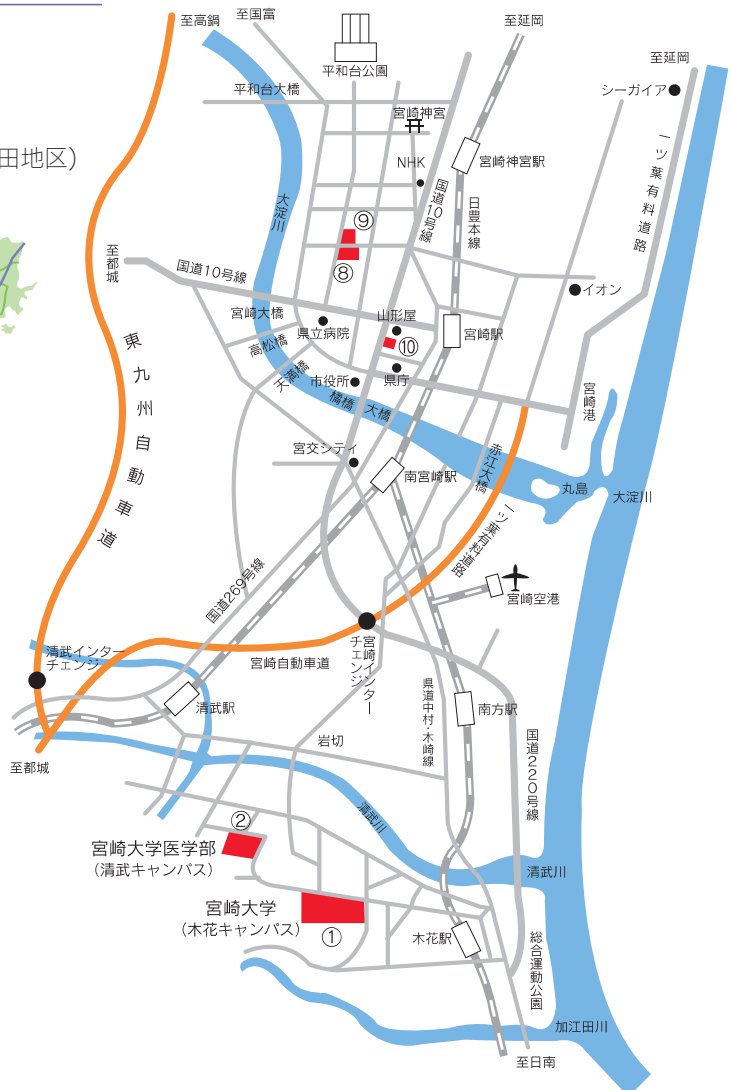 至高鍋
至国富
至延岡
至延岡
平和台公園
シーガイア
平和台大橋
宮崎神宮
田地区）
NHK
宮崎神宮駅
一ツ葉有料道路
国道10号線
日豊本線
大淀川
⑨
至都城
国道10号線
⑧
イオン
宮崎大橋
県立病院
山形屋
宮崎駅
高松橋
⑩
東九州自動車道
天満橋
市役所
県庁
宮崎港
橘橋
大橋
宮交シティ
赤江大橋
南宮崎駅
丸島
大淀川
一ツ葉有料道路
国道269号線
宮崎空港
清武インター
チェンジ
宮崎自動車道
宮崎インター
チェンジ
県道中村・木崎線
清武駅
南方駅
岩切
国道220号線
至都城
清武川
②
宮崎大学医学部
（清武キャンパス）
清武川
宮崎大学
（木花キャンパス）
①
木花駅
総合運動公園
加江田川
至日南